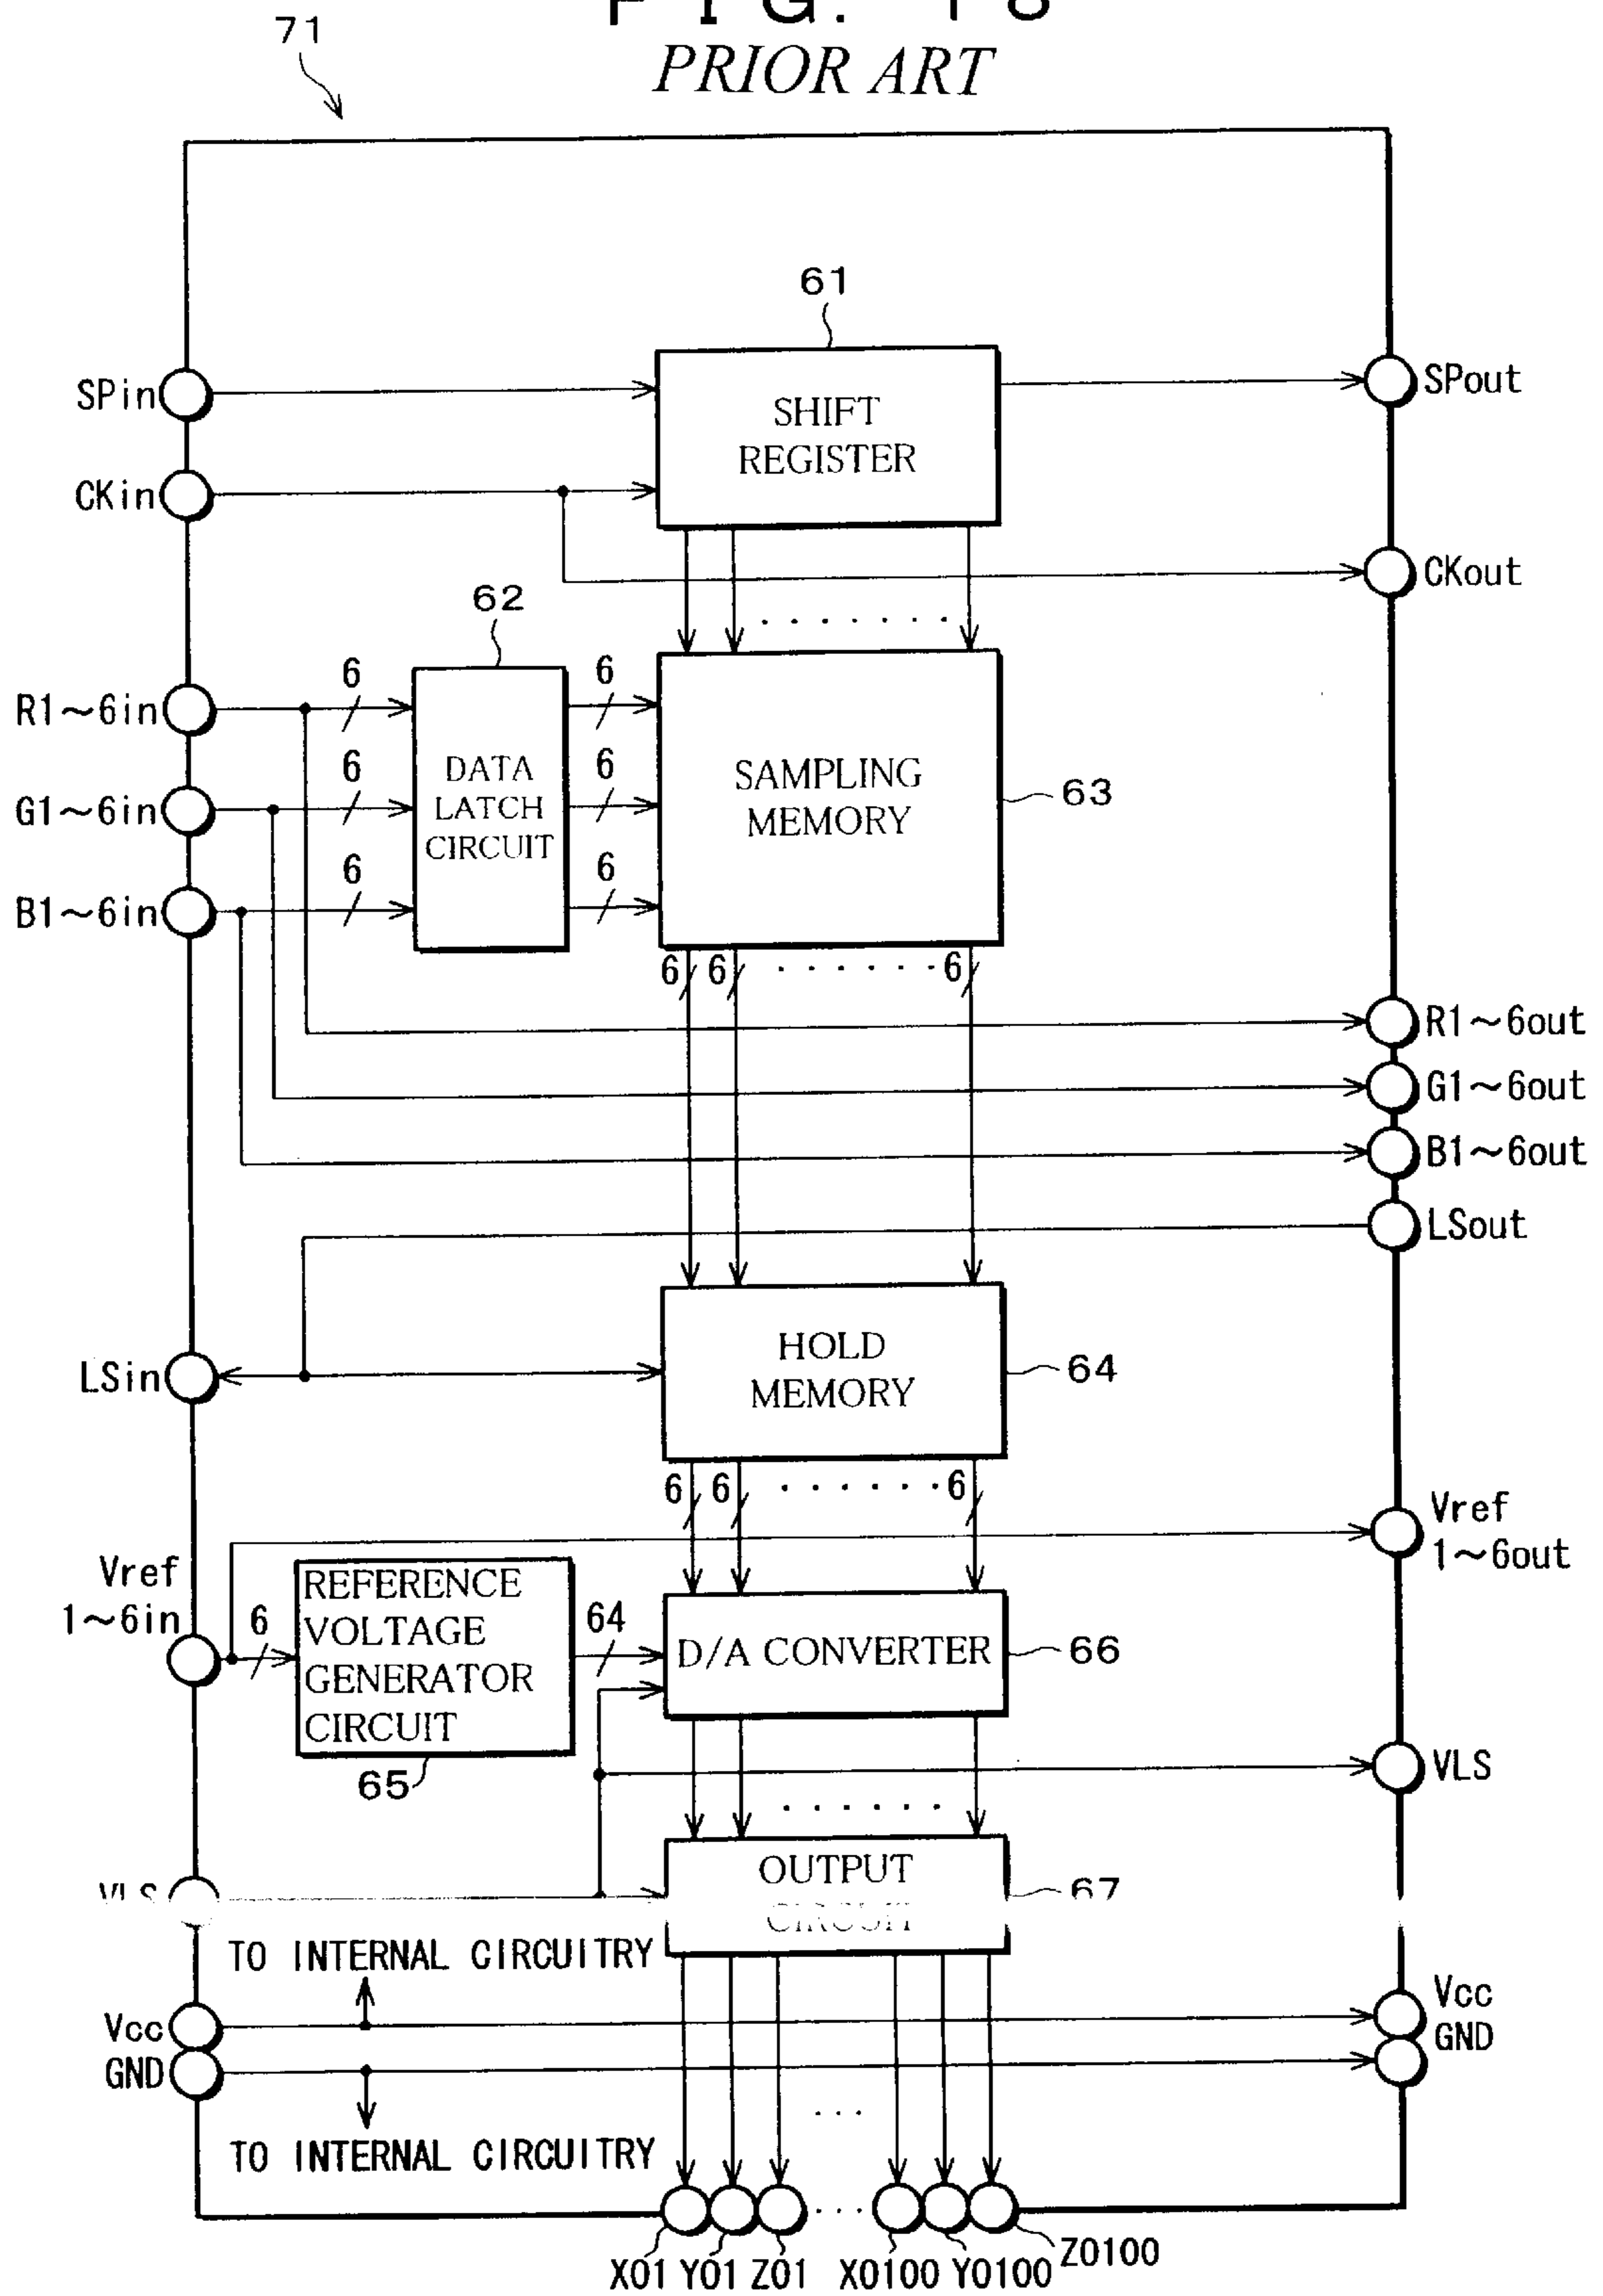 FIG. 18
PRIOR ART
71
61
SPin
SHIFT
REGISTER
SPout
CKin
CKout
62
R1~6in
6
6
G1~6in
6
DATA
LATCH
CIRCUIT
6
SAMPLING
MEMORY
63
B1~6in
6
6
6 6 . . . . . . 6
R1~6out
G1~6out
B1~6out
LSout
LSin
HOLD
MEMORY
64
6 6 . . . . . . 6
Vref
1~6out
Vref
1~6in
6
REFERENCE
VOLTAGE
GENERATOR
CIRCUIT
65
64
D/A CONVERTER
66
VLS
VLS
OUTPUT
CIRCUIT
67
TO INTERNAL CIRCUITRY
Vcc
GND
Vcc
GND
TO INTERNAL CIRCUITRY
X01 Y01 Z01 X0100 Y0100 Z0100